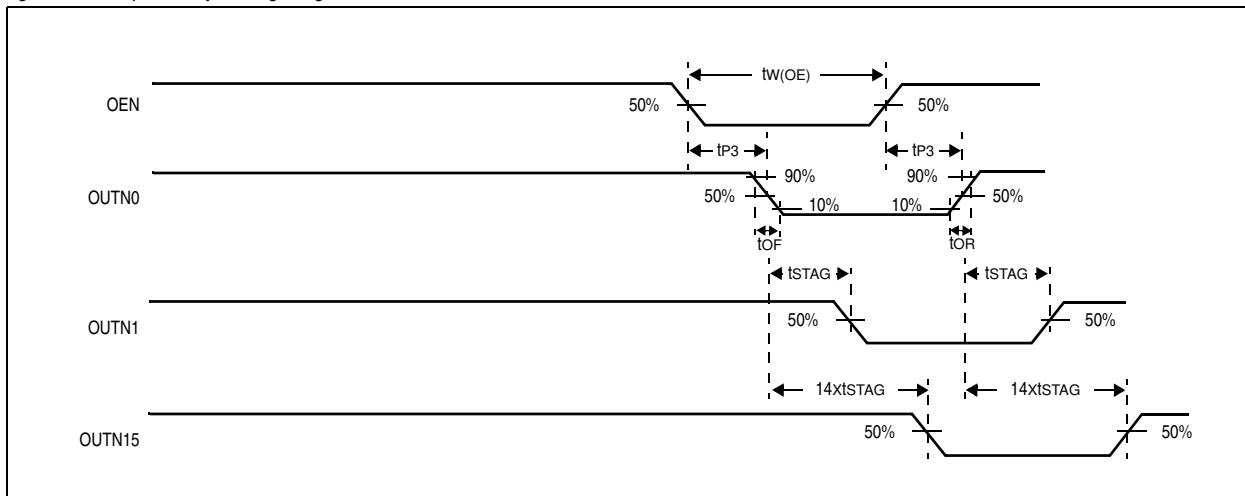 tW(OE)
OEN
50%
50%
tP3
tP3
90%
90%
OUTN0
50%
10%
10%
50%
tOF
tOR
tSTAG
tSTAG
OUTN1
50%
50%
14XtSTAG
14XtSTAG
OUTN15
50%
50%